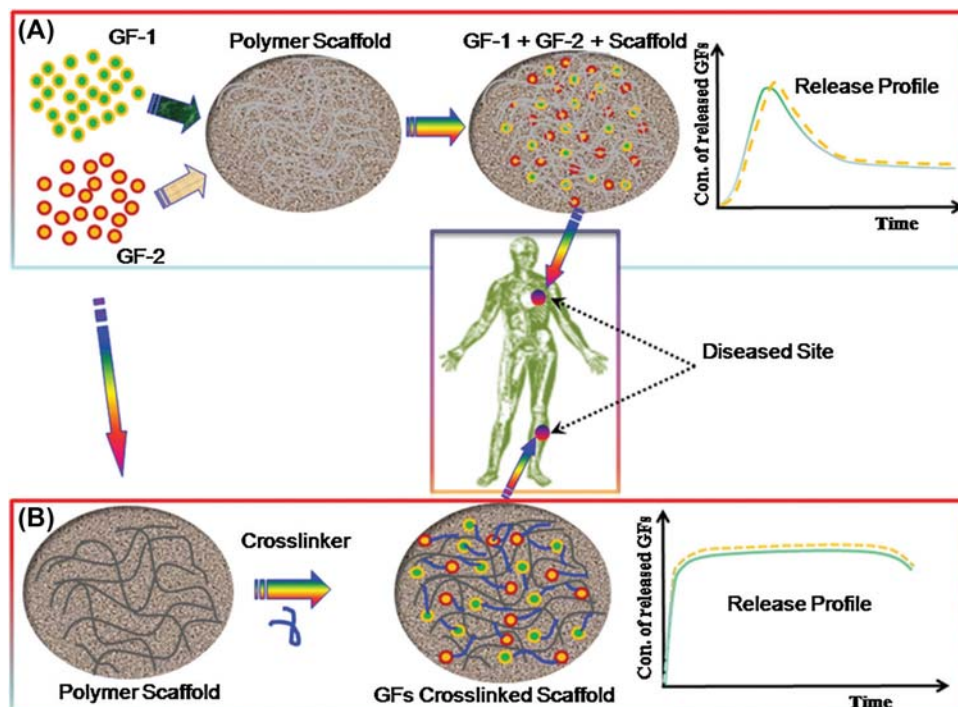 (A)
GF-1
Polymer Scaffold
GF-1 + GF-2 + Scaffold
Release Profile
Con. of released GFs
Time
GF-2
Diseased Site
(B)
Crosslinker
Polymer Scaffold
GFs Crosslinked Scaffold
Con. of released GFs
Release Profile
Time